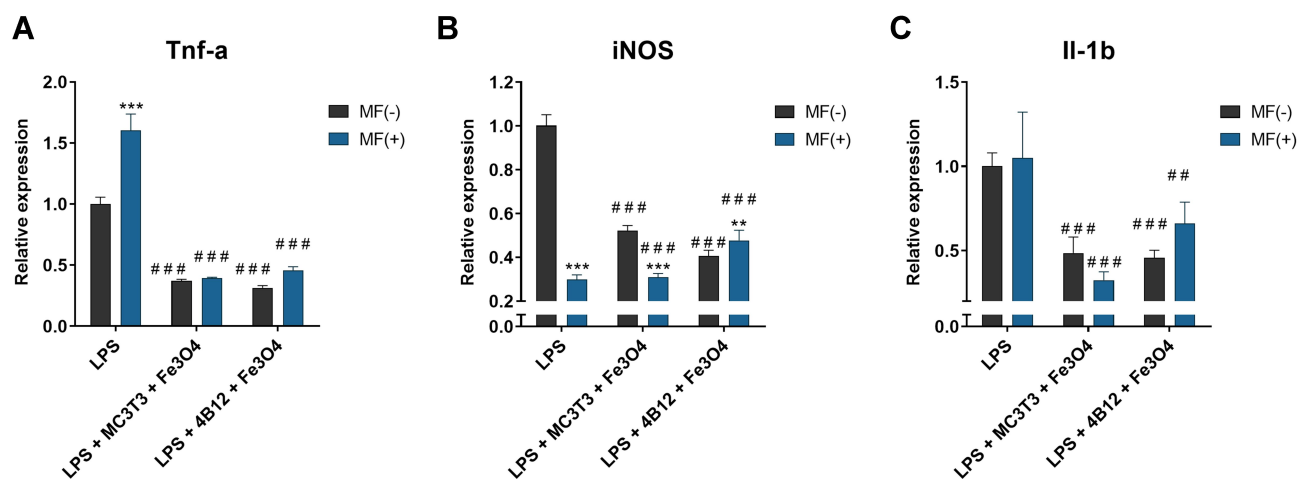 A
Tnf-a
Relative expression
2.0
1.5
1.0
0.5
0.0
***
###
###
###
###
MF(-)
MF(+)
LPS
LPS + MC3T3 + Fe3O4
LPS + 4B12 + Fe3O4
B
iNOS
Relative expression
1.2
1.0
0.8
0.6
0.4
0.2
0.0
***
###
###
***
###
###
**
MF(-)
MF(+)
LPS
LPS + MC3T3 + Fe3O4
LPS + 4B12 + Fe3O4
C
Il-1b
Relative expression
1.5
1.0
0.5
0.0
###
###
###
##
MF(-)
MF(+)
LPS
LPS + MC3T3 + Fe3O4
LPS + 4B12 + Fe3O4